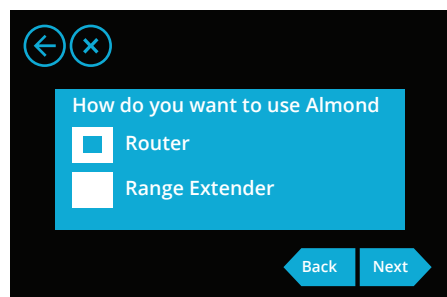 How do you want to use Almond
Router
Range Extender
Back
Next